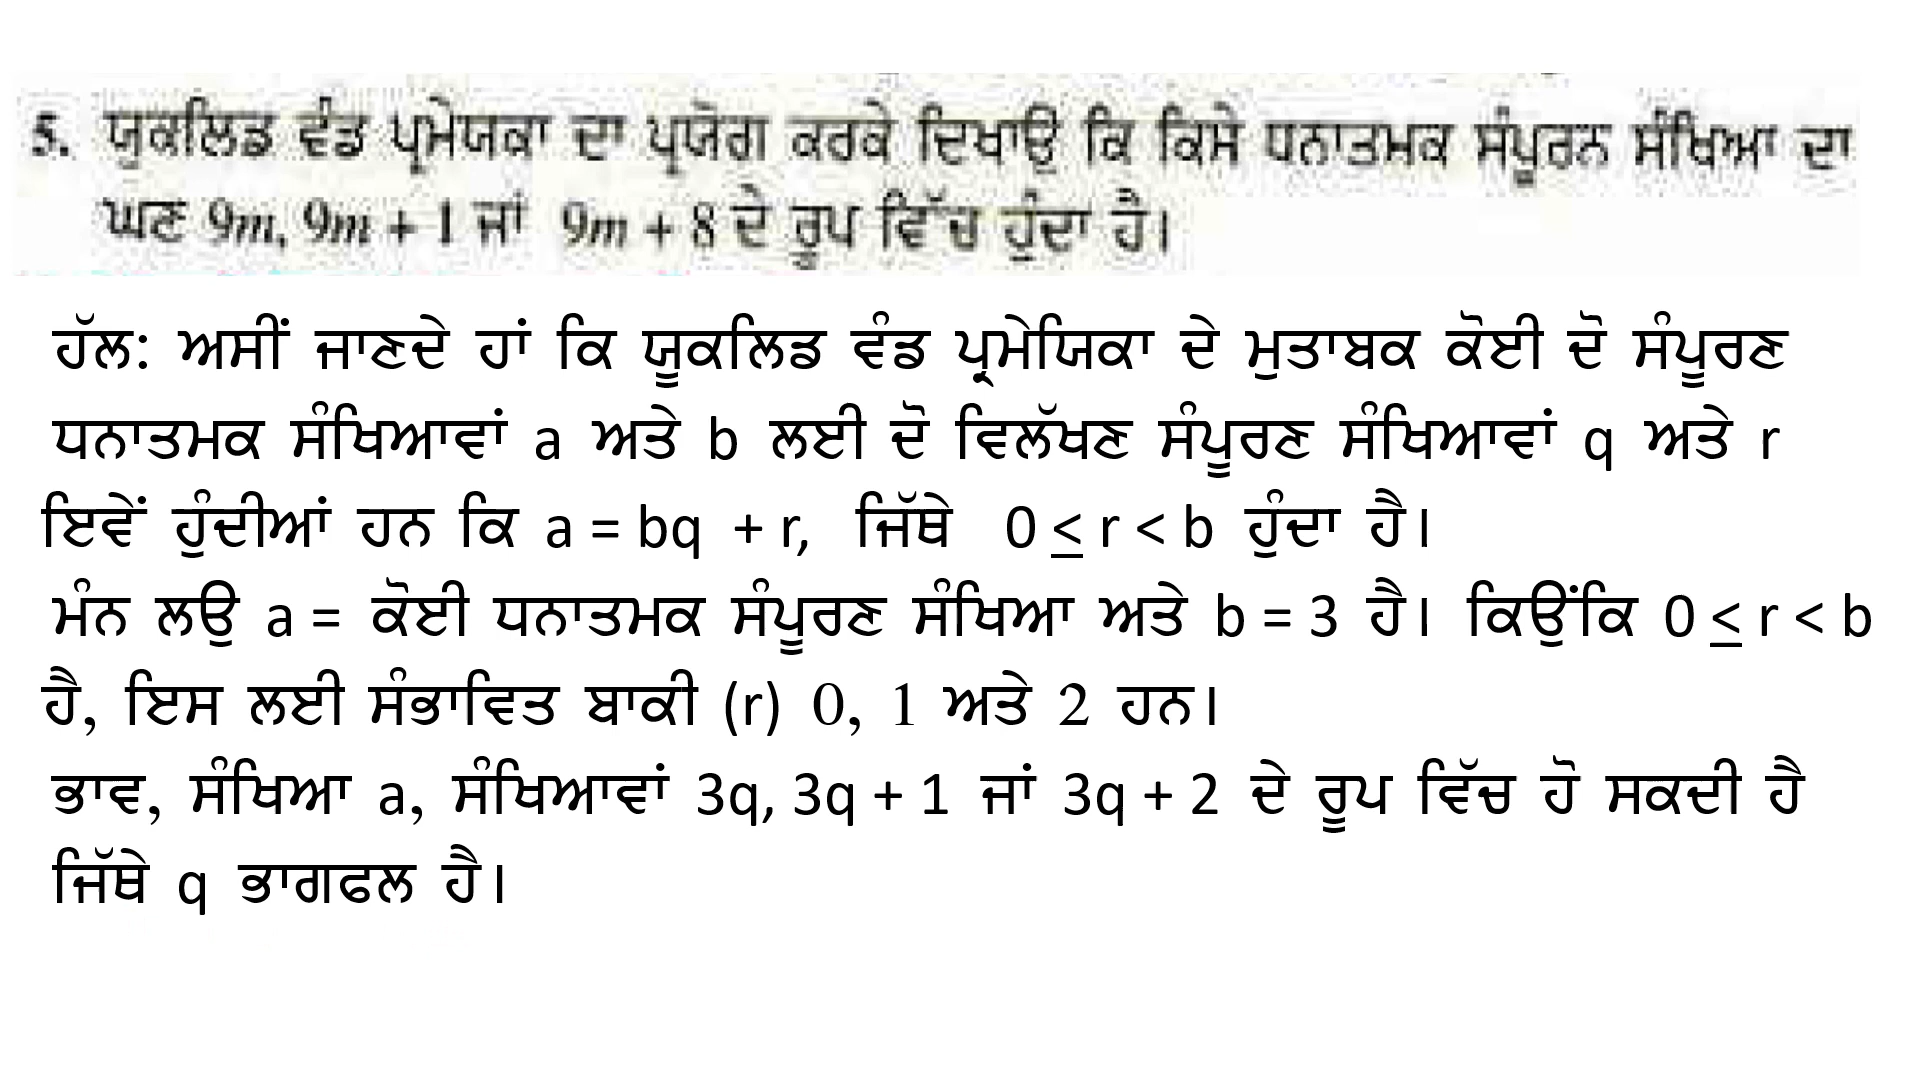 5. ਯੂਕਲਿਡ ਵੰਡ ਪ੍ਰਮੇਯਕਾ ਦਾ ਪ੍ਰਯੋਗ ਕਰਕੇ ਦਿਖਾਉ ਕਿ ਕਿਸੇ ਧਨਾਤਮਕ ਸੰਪੂਰਨ ਸੰਖਿਆ ਦਾ
ਘਣ 9m, 9m + 1 ਜਾਂ 9m + 8 ਦੇ ਰੂਪ ਵਿੱਚ ਹੁੰਦਾ ਹੈ।
ਹੱਲ: ਅਸੀਂ ਜਾਣਦੇ ਹਾਂ ਕਿ ਯੂਕਲਿਡ ਵੰਡ ਪ੍ਰਮੇਯਿਕਾ ਦੇ ਮੁਤਾਬਕ ਕੋਈ ਦੋ ਸੰਪੂਰਣ
ਧਨਾਤਮਕ ਸੰਖਿਆਵਾਂ a ਅਤੇ b ਲਈ ਦੋ ਵਿਲੱਖਣ ਸੰਪੂਰਣ ਸੰਖਿਆਵਾਂ q ਅਤੇ r
ਇਵੇਂ ਹੁੰਦੀਆਂ ਹਨ ਕਿ a = bq + r, ਜਿੱਥੇ 0 ≤ r < b ਹੁੰਦਾ ਹੈ।
ਮੰਨ ਲਉ a = ਕੋਈ ਧਨਾਤਮਕ ਸੰਪੂਰਣ ਸੰਖਿਆ ਅਤੇ b = 3 ਹੈ। ਕਿਉਂਕਿ 0 ≤ r < b
ਹੈ, ਇਸ ਲਈ ਸੰਭਾਵਿਤ ਬਾਕੀ (r) 0, 1 ਅਤੇ 2 ਹਨ।
ਭਾਵ, ਸੰਖਿਆ a, ਸੰਖਿਆਵਾਂ 3q, 3q + 1 ਜਾਂ 3q + 2 ਦੇ ਰੂਪ ਵਿੱਚ ਹੋ ਸਕਦੀ ਹੈ
ਜਿੱਥੇ q ਭਾਗਫਲ ਹੈ।